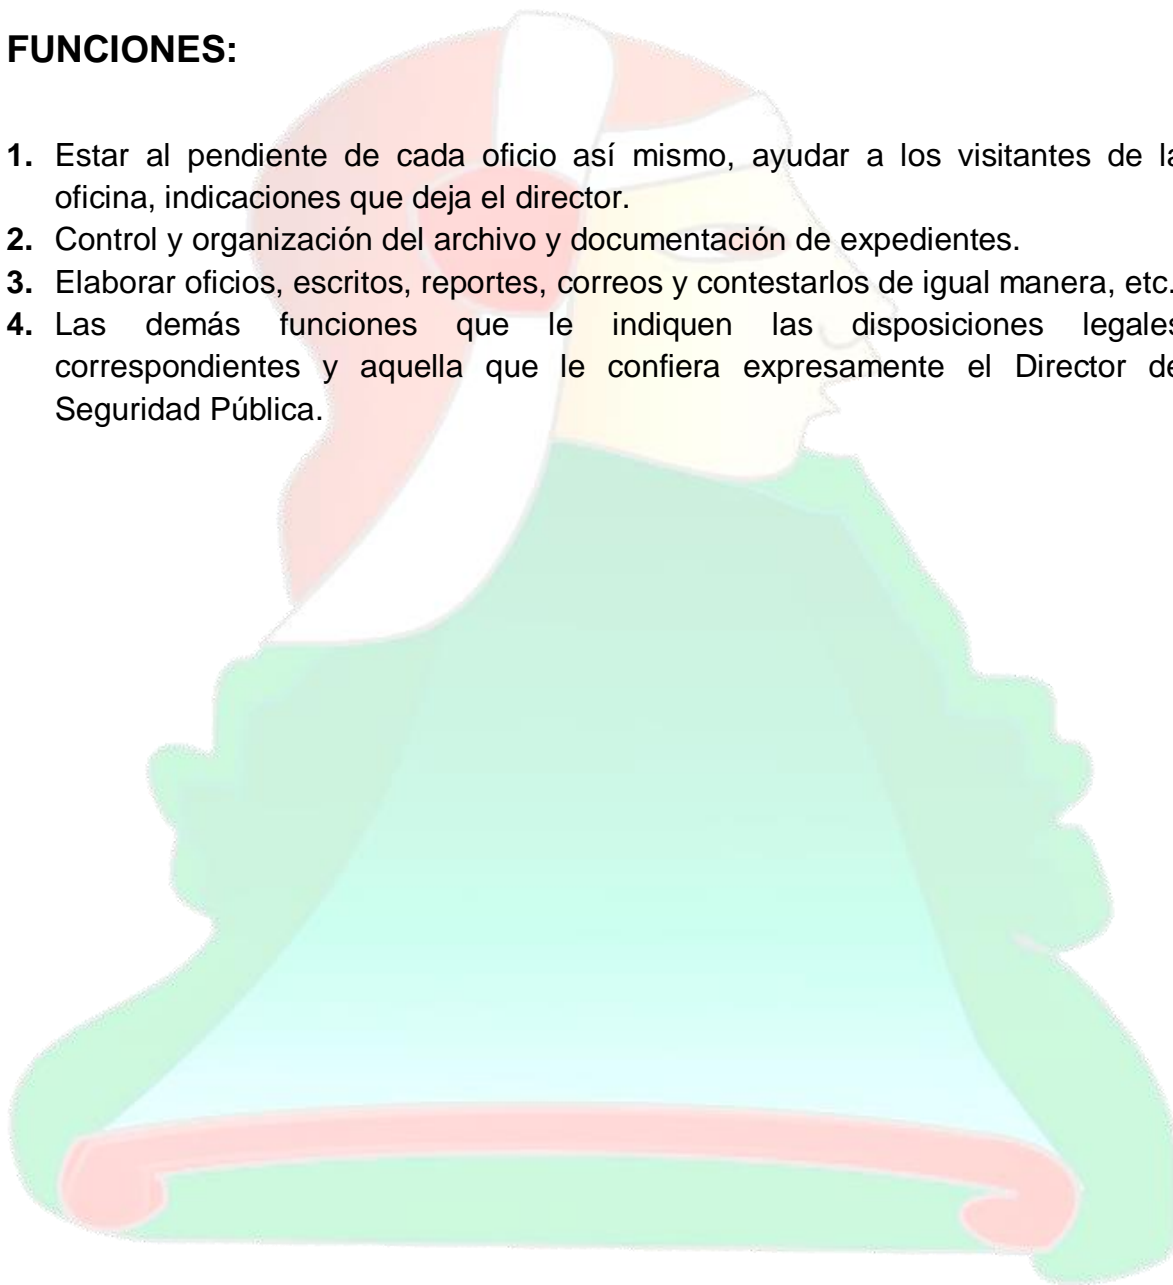 FUNCIONES:
1. Estar al pendiente de cada oficio así mismo, ayudar a los visitantes de la
oficina, indicaciones que deja el director.
2. Control y organización del archivo y documentación de expedientes.
3. Elaborar oficios, escritos, reportes, correos y contestarlos de igual manera, etc.
4. Las demás funciones que le indiquen las disposiciones legales
correspondientes y aquella que le confiera expresamente el Director de
Seguridad Pública.